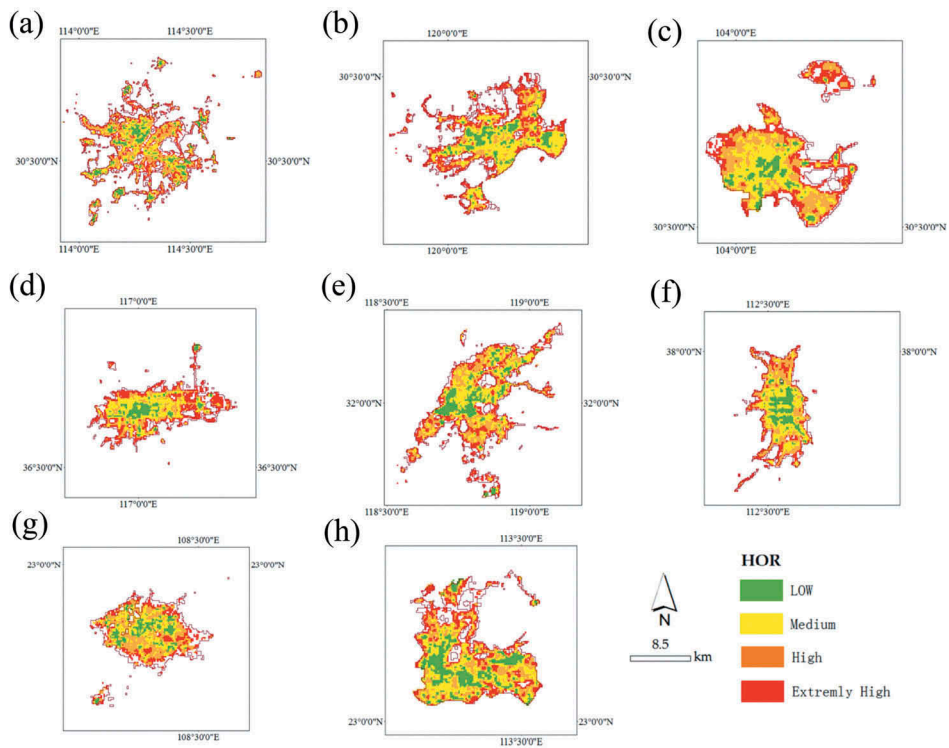 (a)
114°0'0"E 114°30'0"E
30°30'0"N 30°30'0"N
114°0'0"E 114°30'0"E
(b)
120°0'0"E
30°30'0"N 30°30'0"N
120°0'0"E
(c)
104°0'0"E
30°30'0"N 30°30'0"N
104°0'0"E
(d)
117°0'0"E
36°30'0"N 36°30'0"N
117°0'0"E
(e)
118°30'0"E 119°0'0"E
32°0'0"N 32°0'0"N
118°30'0"E 119°0'0"E
(f)
112°30'0"E
38°0'0"N 38°0'0"N
112°30'0"E
(g)
108°30'0"E
23°0'0"N 23°0'0"N
108°30'0"E
(h)
113°30'0"E
23°0'0"N 23°0'0"N
113°30'0"E
N
8.5
km
HOR
LOW
Medium
High
Extremly High